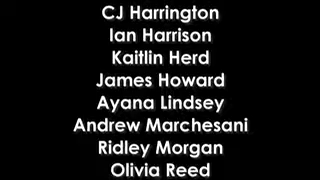 CJ Harrington
Ian Harrison
Kaitlin Herd
James Howard
Ayana Lindsey
Andrew Marchesani
Ridley Morgan
Olivia Reed